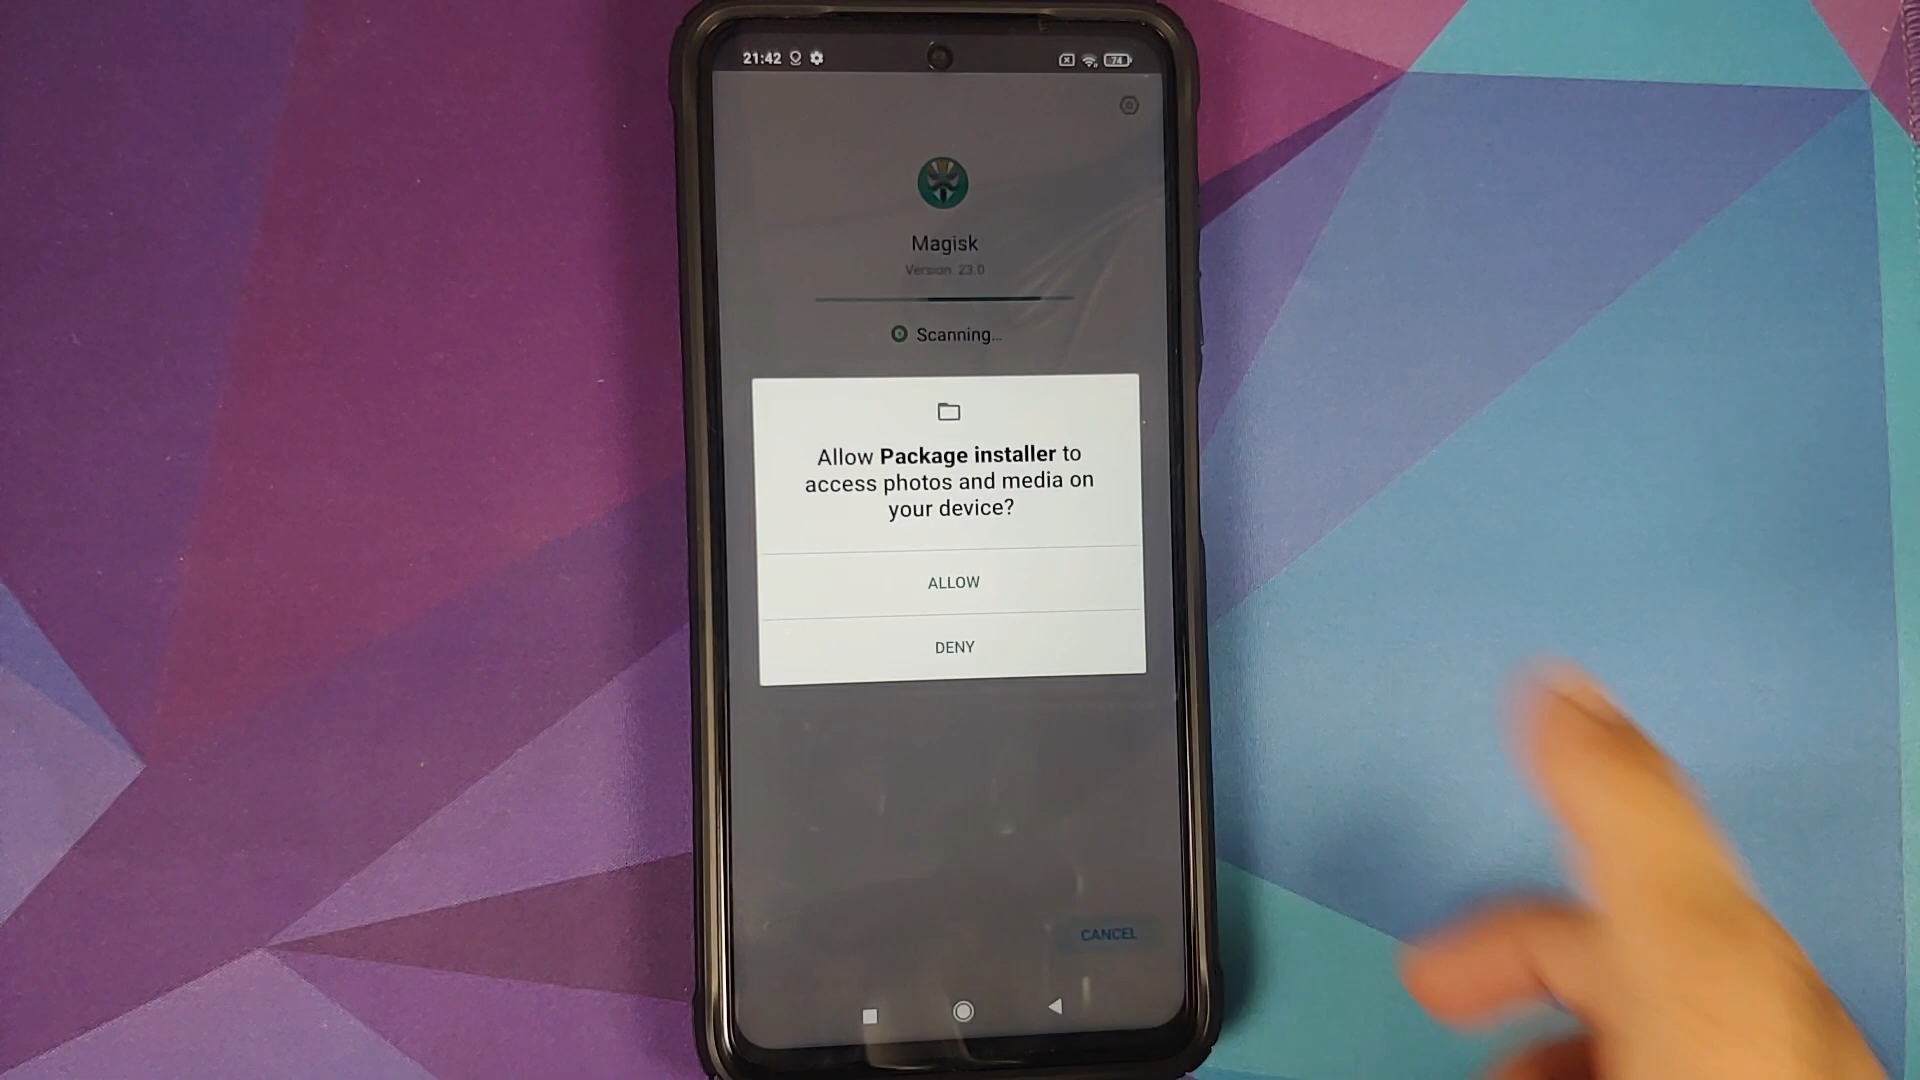 21:42
74
Magisk
Version: 23.0
Scanning...
Allow Package installer to
access photos and media on
your device?
ALLOW
DENY
CANCEL